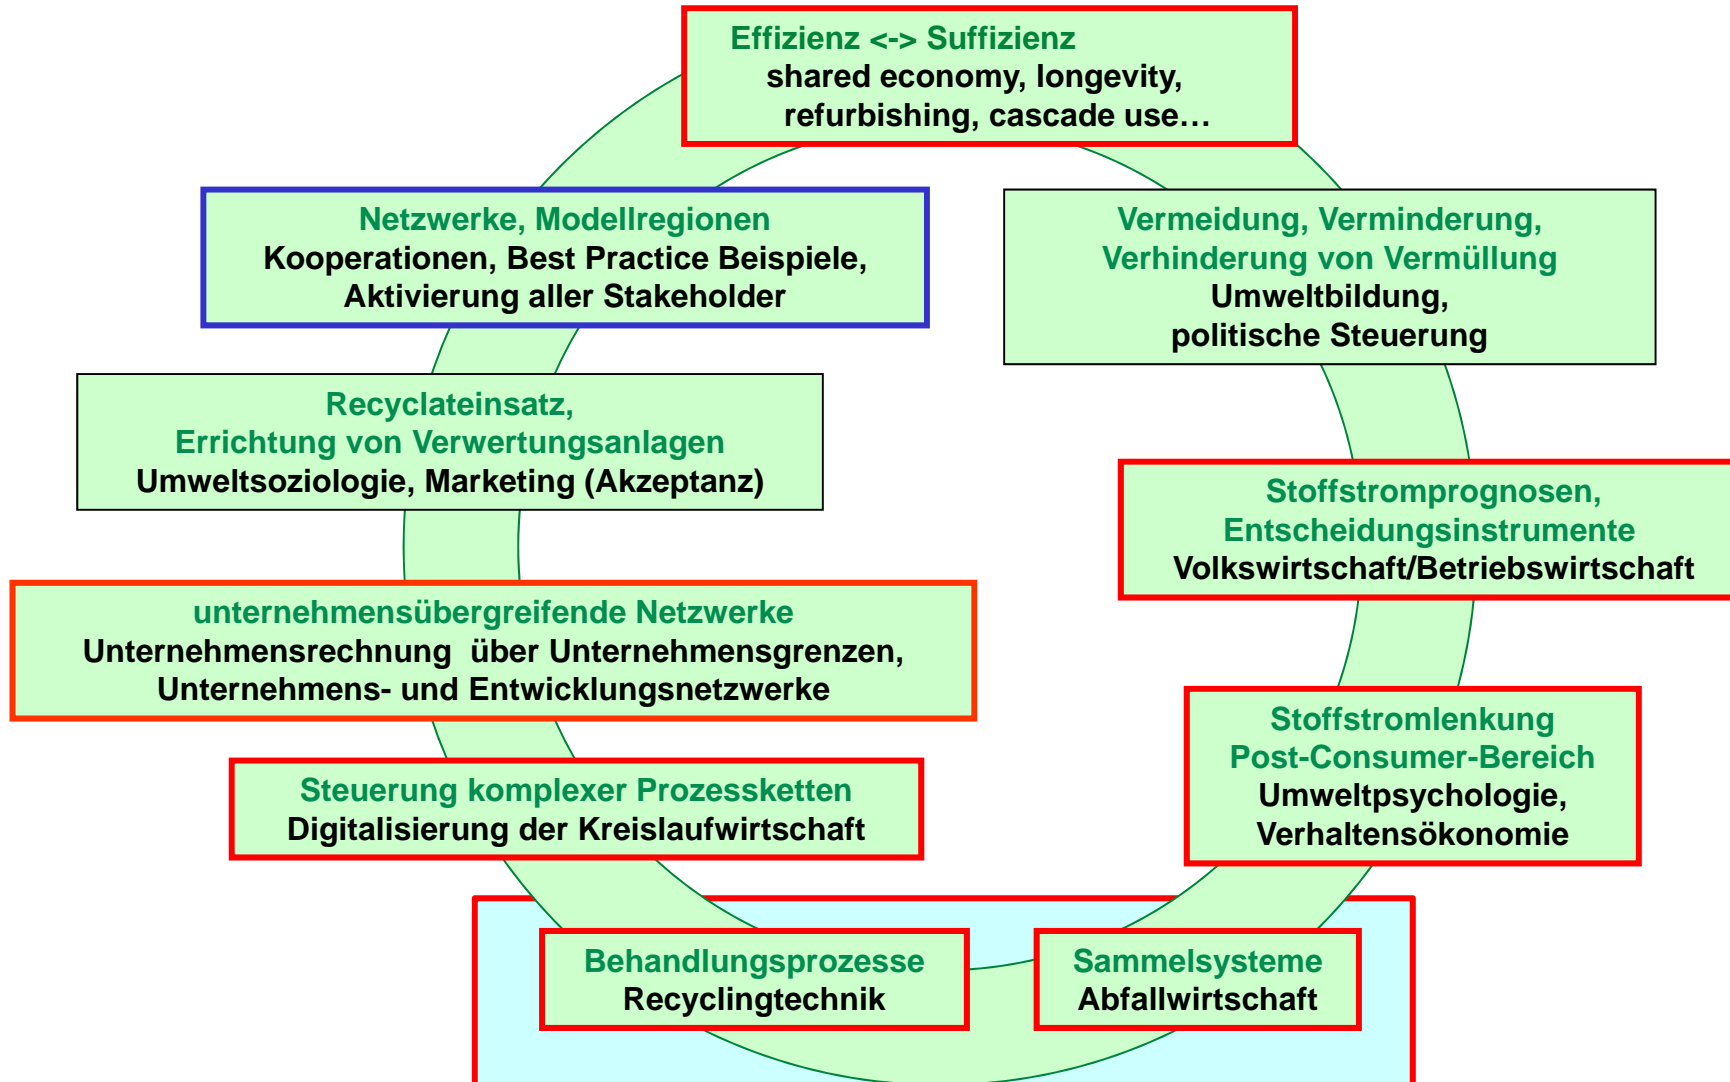 Effizienz <-> Suffizienz
shared economy, longevity,
refurbishing, cascade use…
Netzwerke, Modellregionen
Kooperationen, Best Practice Beispiele,
Aktivierung aller Stakeholder
Vermeidung, Verminderung,
Verhinderung von Vermüllung
Umweltbildung,
politische Steuerung
Recyclateinsatz,
Errichtung von Verwertungsanlagen
Umweltsoziologie, Marketing (Akzeptanz)
Stoffstromprognosen,
Entscheidungsinstrumente
Volkswirtschaft/Betriebswirtschaft
unternehmensübergreifende Netzwerke
Unternehmensrechnung  über Unternehmensgrenzen,
Unternehmens- und Entwicklungsnetzwerke
Stoffstromlenkung
Post-Consumer-Bereich
Umweltpsychologie,
Verhaltensökonomie
Steuerung komplexer Prozessketten
Digitalisierung der Kreislaufwirtschaft
Behandlungsprozesse
Recyclingtechnik
Sammelsysteme
Abfallwirtschaft